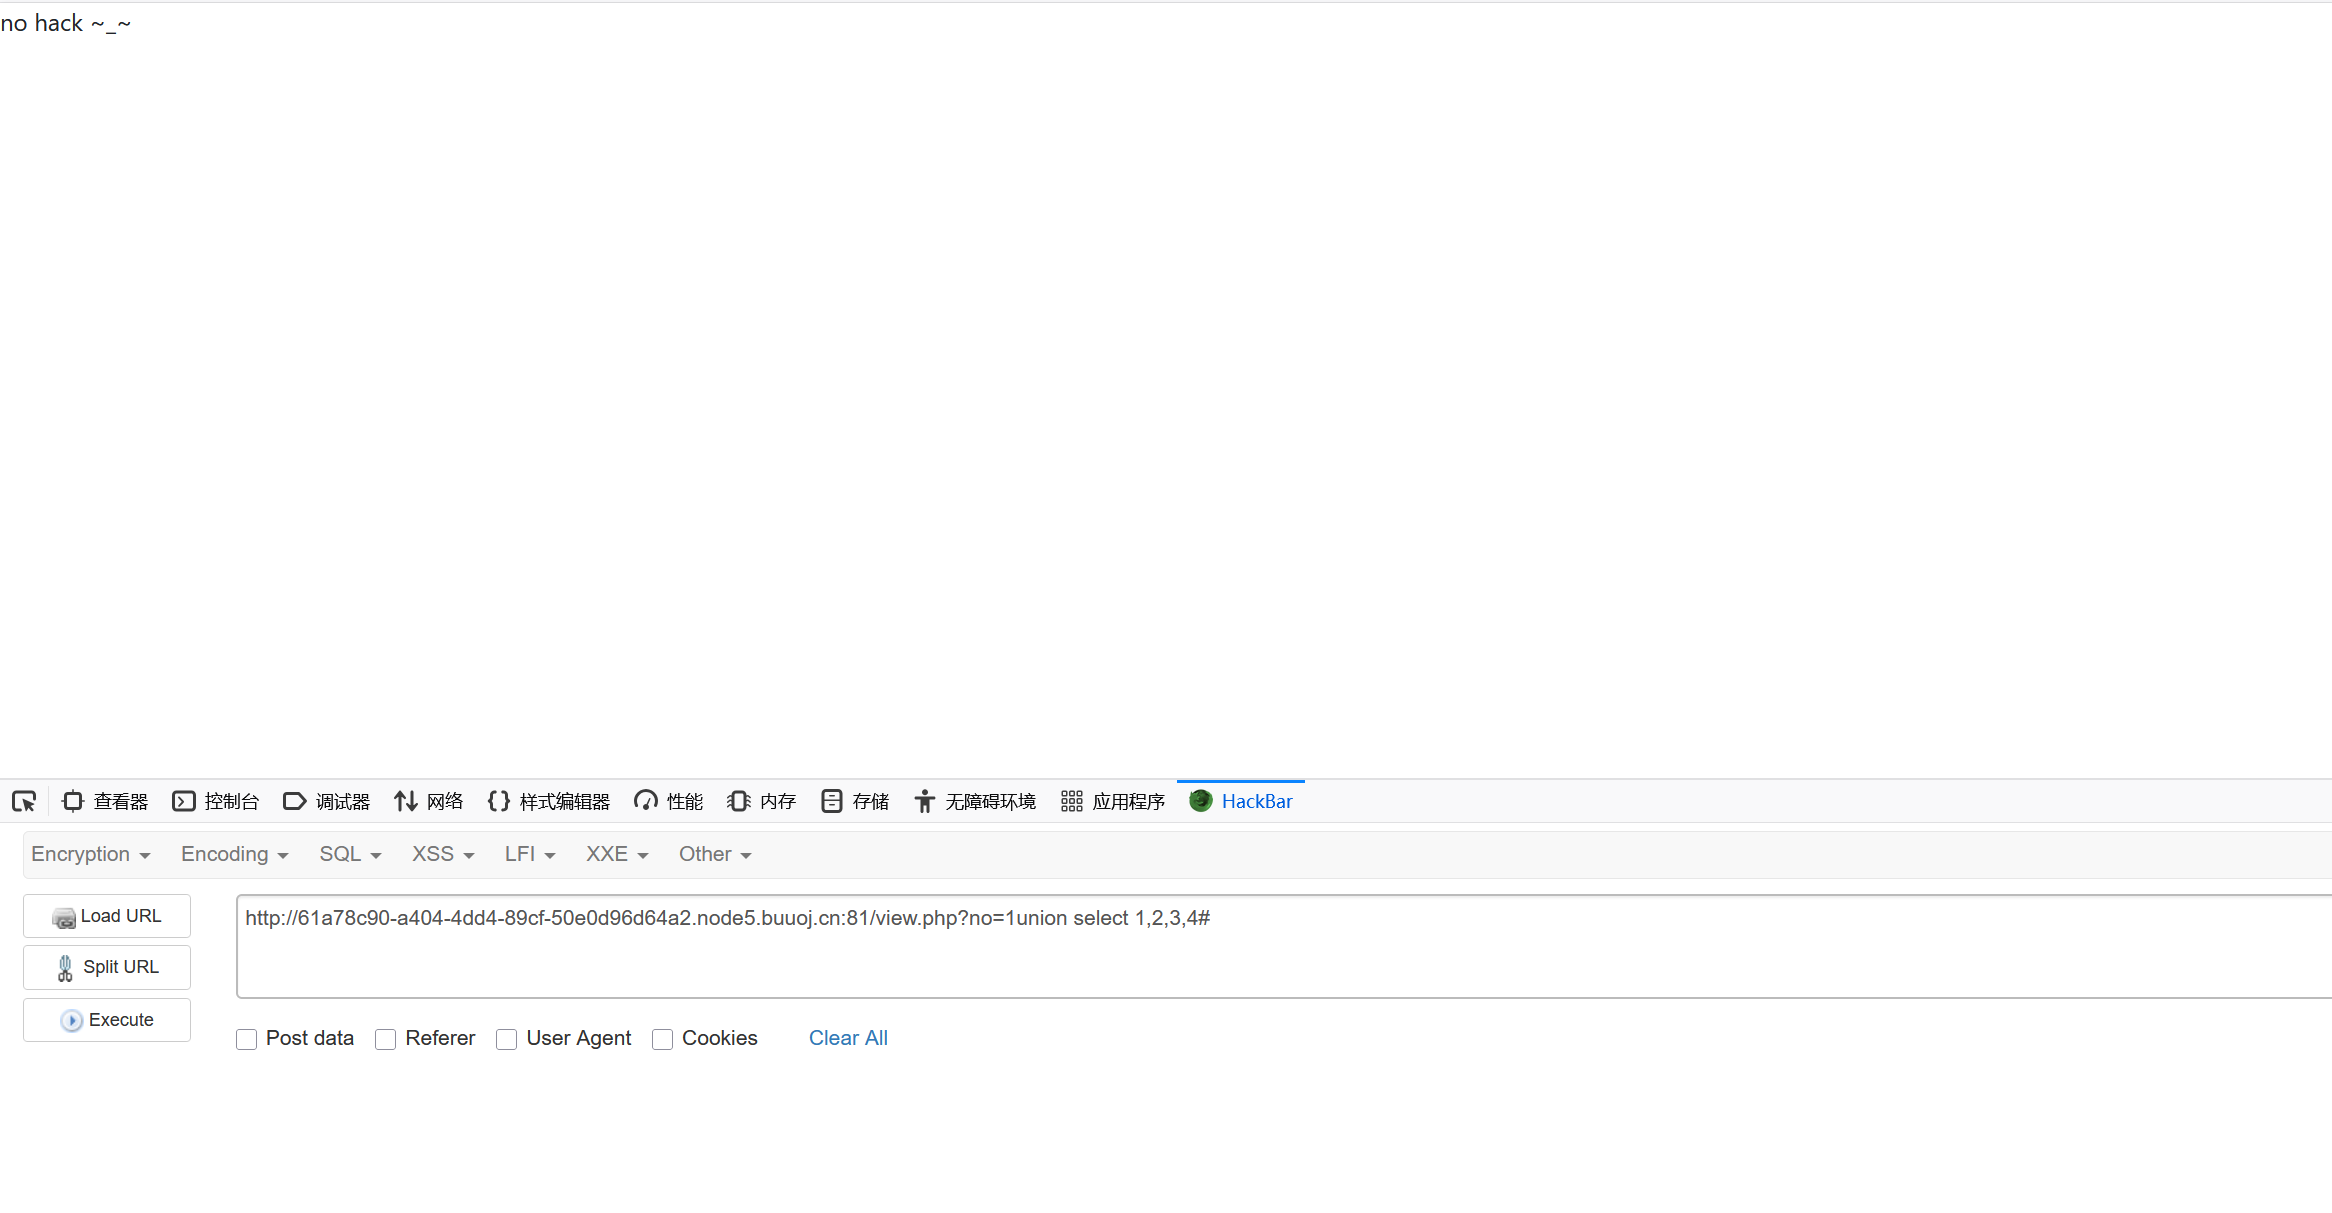 no hack ~_~
查看器 控制台 调试器 网络 样式编辑器 性能 内存 存储 无障碍环境 应用程序 HackBar
Encryption Encoding SQL XSS LFI XXE Other
Load URL
http://61a78c90-a404-4dd4-89cf-50e0d96d64a2.node5.buuoj.cn:81/view.php?no=1union select 1,2,3,4#
Split URL
Execute
Post data Referer User Agent Cookies Clear All